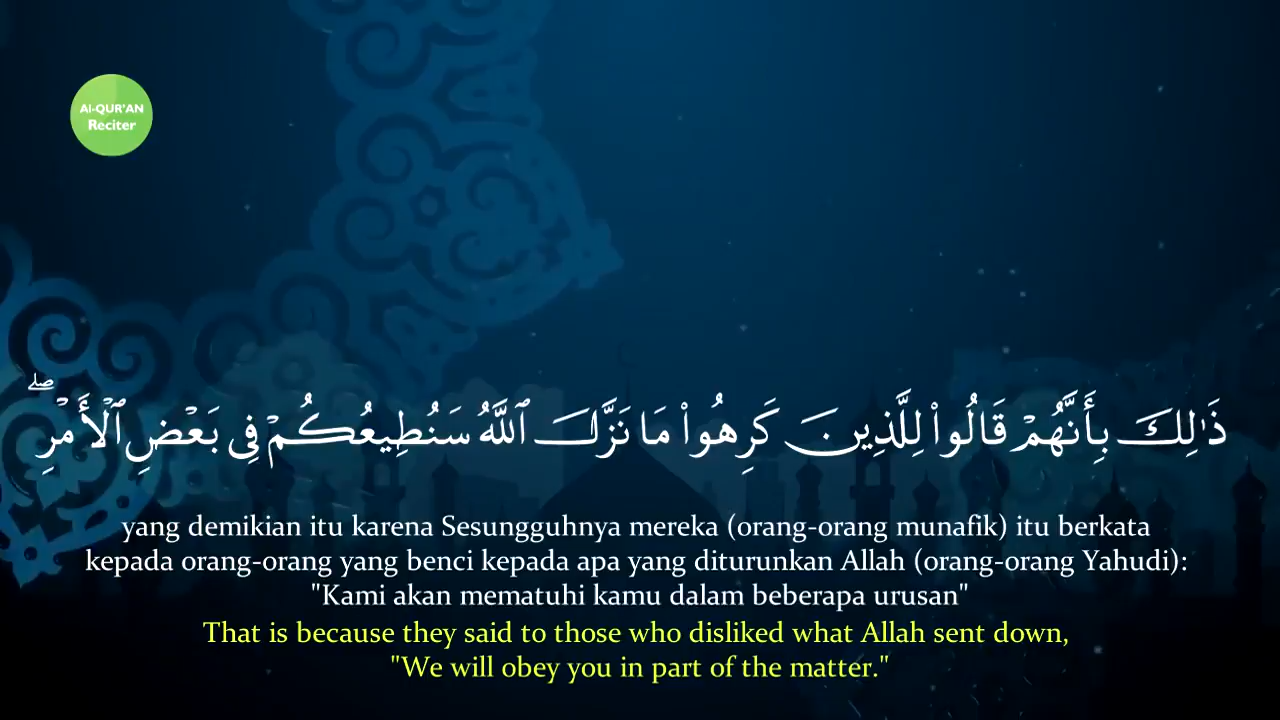 Al-QUR'AN
Reciter
ذَٰلِكَ بِأَنَّهُمْ قَالُوا۟ لِلَّذِينَ كَرِهُوا۟ مَا نَزَّلَ ٱللَّهُ سَنُطِيعُكُمْ فِى بَعْضِ ٱلْأَمْرِ ۖ
yang demikian itu karena Sesungguhnya mereka (orang-orang munafik) itu berkata
kepada orang-orang yang benci kepada apa yang diturunkan Allah (orang-orang Yahudi):
"Kami akan mematuhi kamu dalam beberapa urusan"
That is because they said to those who disliked what Allah sent down,
"We will obey you in part of the matter."